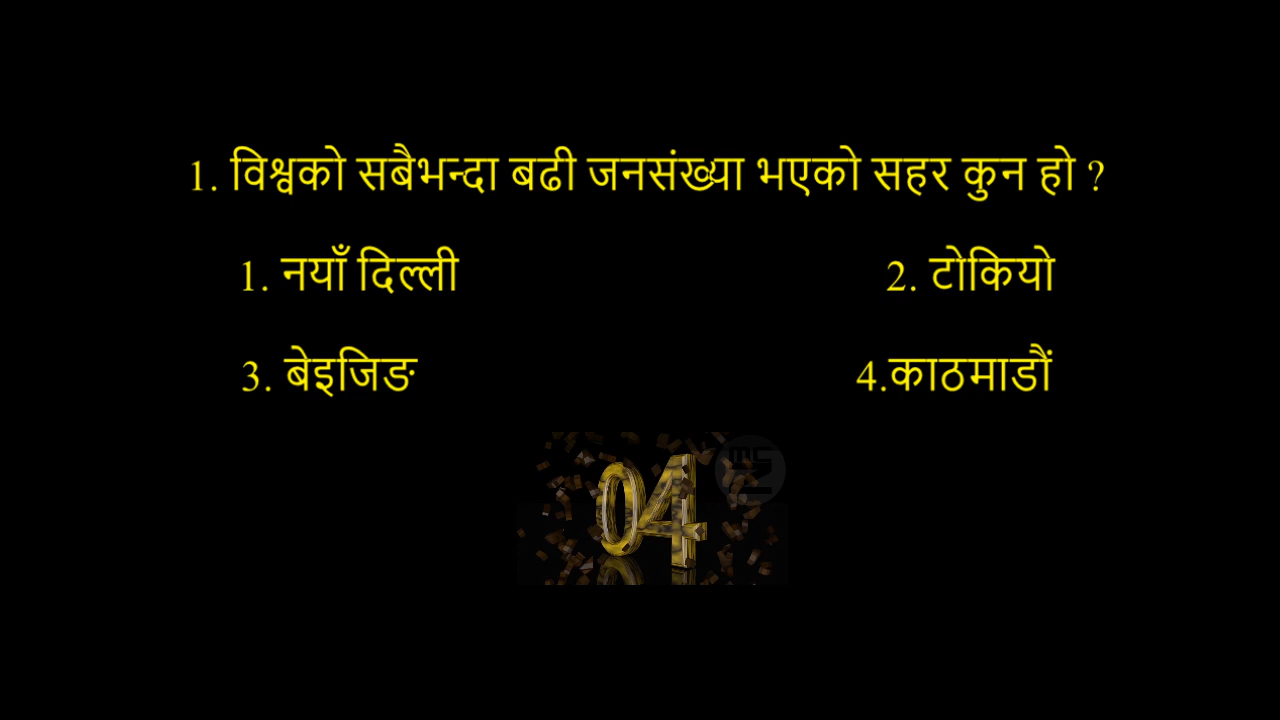 1. विश्वको सबैभन्दा बढी जनसंख्या भएको सहर कुन हो ?
1. नयाँ दिल्ली 2. टोकियो
3. बेइजिङ 4.काठमाडौं
04